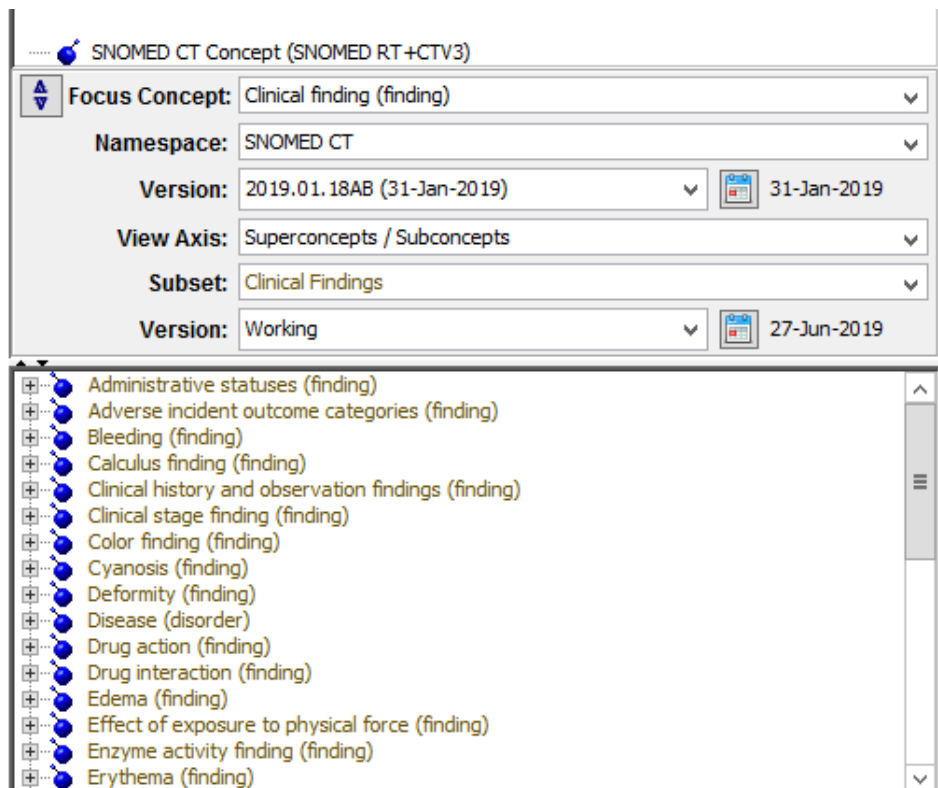 SNOMED CT Concept (SNOMED RT+CTV3)
Focus Concept: Clinical finding (finding)
Namespace: SNOMED CT
Version: 2019.01.18AB (31-Jan-2019) 31-Jan-2019
View Axis: Superconcepts / Subconcepts
Subset: Clinical Findings
Version: Working 27-Jun-2019
Administrative statuses (finding)
Adverse incident outcome categories (finding)
Bleeding (finding)
Calculus finding (finding)
Clinical history and observation findings (finding)
Clinical stage finding (finding)
Color finding (finding)
Cyanosis (finding)
Deformity (finding)
Disease (disorder)
Drug action (finding)
Drug interaction (finding)
Edema (finding)
Effect of exposure to physical force (finding)
Enzyme activity finding (finding)
Erythema (finding)